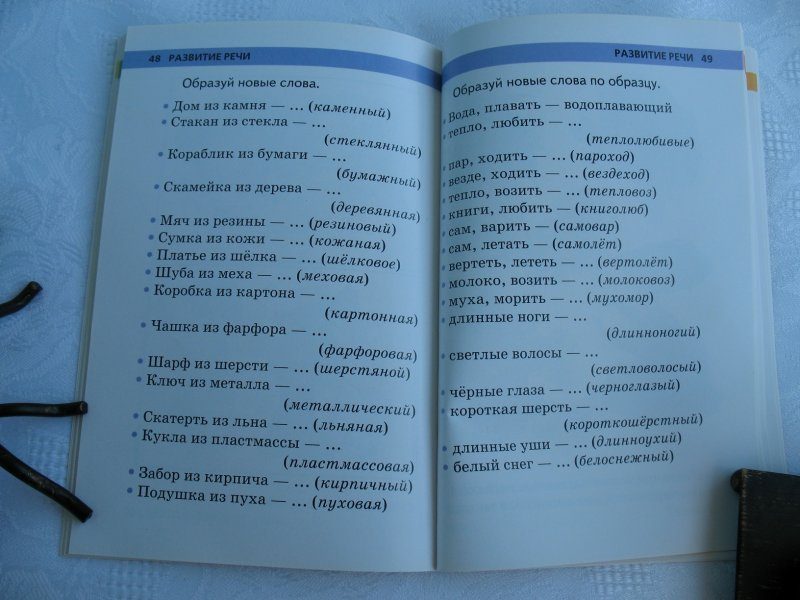 48 РАЗВИТИЕ РЕЧИ
Образуй новые слова.
• Дом из камня — ... (каменный)
• Стакан из стекла — ...
(стеклянный)
• Кораблик из бумаги — ...
(бумажный)
• Скамейка из дерева — ...
(деревянная)
• Мяч из резины — ... (резиновый)
• Сумка из кожи — ... (кожаная)
• Платье из шёлка — ... (шёлковое)
• Шуба из меха — ... (меховая)
• Коробка из картона — ...
(картонная)
• Чашка из фарфора — ...
(фарфоровая)
• Шарф из шерсти — ... (шерстяной)
• Ключ из металла — ...
(металлический)
• Скатерть из льна — ... (льняная)
• Кукла из пластмассы — ...
(пластмассовая)
• Забор из кирпича — ... (кирпичный)
• Подушка из пуха — ... (пуховая)
РАЗВИТИЕ РЕЧИ 49
Образуй новые слова по образцу.
• Вода, плавать — водоплавающий
• тепло, любить — ...
(теплолюбивые)
• пар, ходить — ... (пароход)
• везде, ходить — ... (вездеход)
• тепло, возить — ... (тепловоз)
• книги, любить — ... (книголюб)
• сам, варить — ... (самовар)
• сам, летать — ... (самолёт)
• вертеть, лететь — ... (вертолёт)
• молоко, возить — ... (молоковоз)
• муха, морить — ... (мухомор)
• длинные ноги — ...
(длинноногий)
• светлые волосы — ...
(светловолосый)
• чёрные глаза — ... (черноглазый)
• короткая шерсть — ...
(короткошёрстный)
• длинные уши — ... (длинноухий)
• белый снег — ... (белоснежный)